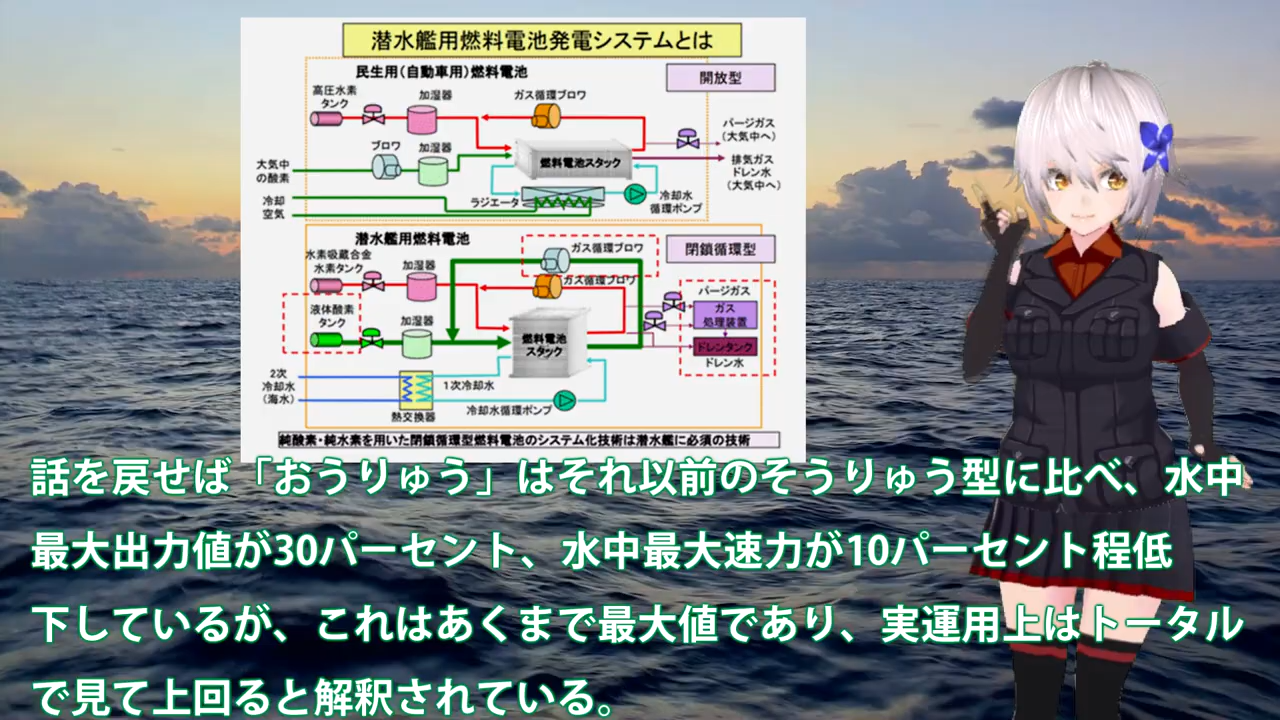 潜水艦用燃料電池発電システムとは
民生用(自動車用)燃料電池
開放型
高圧水素
タンク
加湿器
ガス循環ブロワ
パージガス
(大気中へ)
ブロワ
加湿器
大気中
の酸素
燃料電池スタック
排気ガス
ドレン水
(大気中へ)
冷却
空気
ラジエータ
冷却水
循環ポンプ
潜水艦用燃料電池
閉鎖循環型
水素吸蔵合金
水素タンク
加湿器
ガス循環ブロワ
ガス循環ブロワ
パージガス
ガス
処理装置
液体酸素
タンク
加湿器
燃料電池
スタック
ドレンタンク
ドレン水
2次
冷却水
(海水)
1次冷却水
熱交換器
冷却水循環ポンプ
純酸素・純水素を用いた閉鎖循環型燃料電池のシステム化技術は潜水艦に必須の技術
話を戻せば「おうりゅう」はそれ以前のそうりゅう型に比べ、水中
最大出力値が30パーセント、水中最大速力が10パーセント程低
下しているが、これはあくまで最大値であり、実運用上はトータル
で見て上回ると解釈されている。